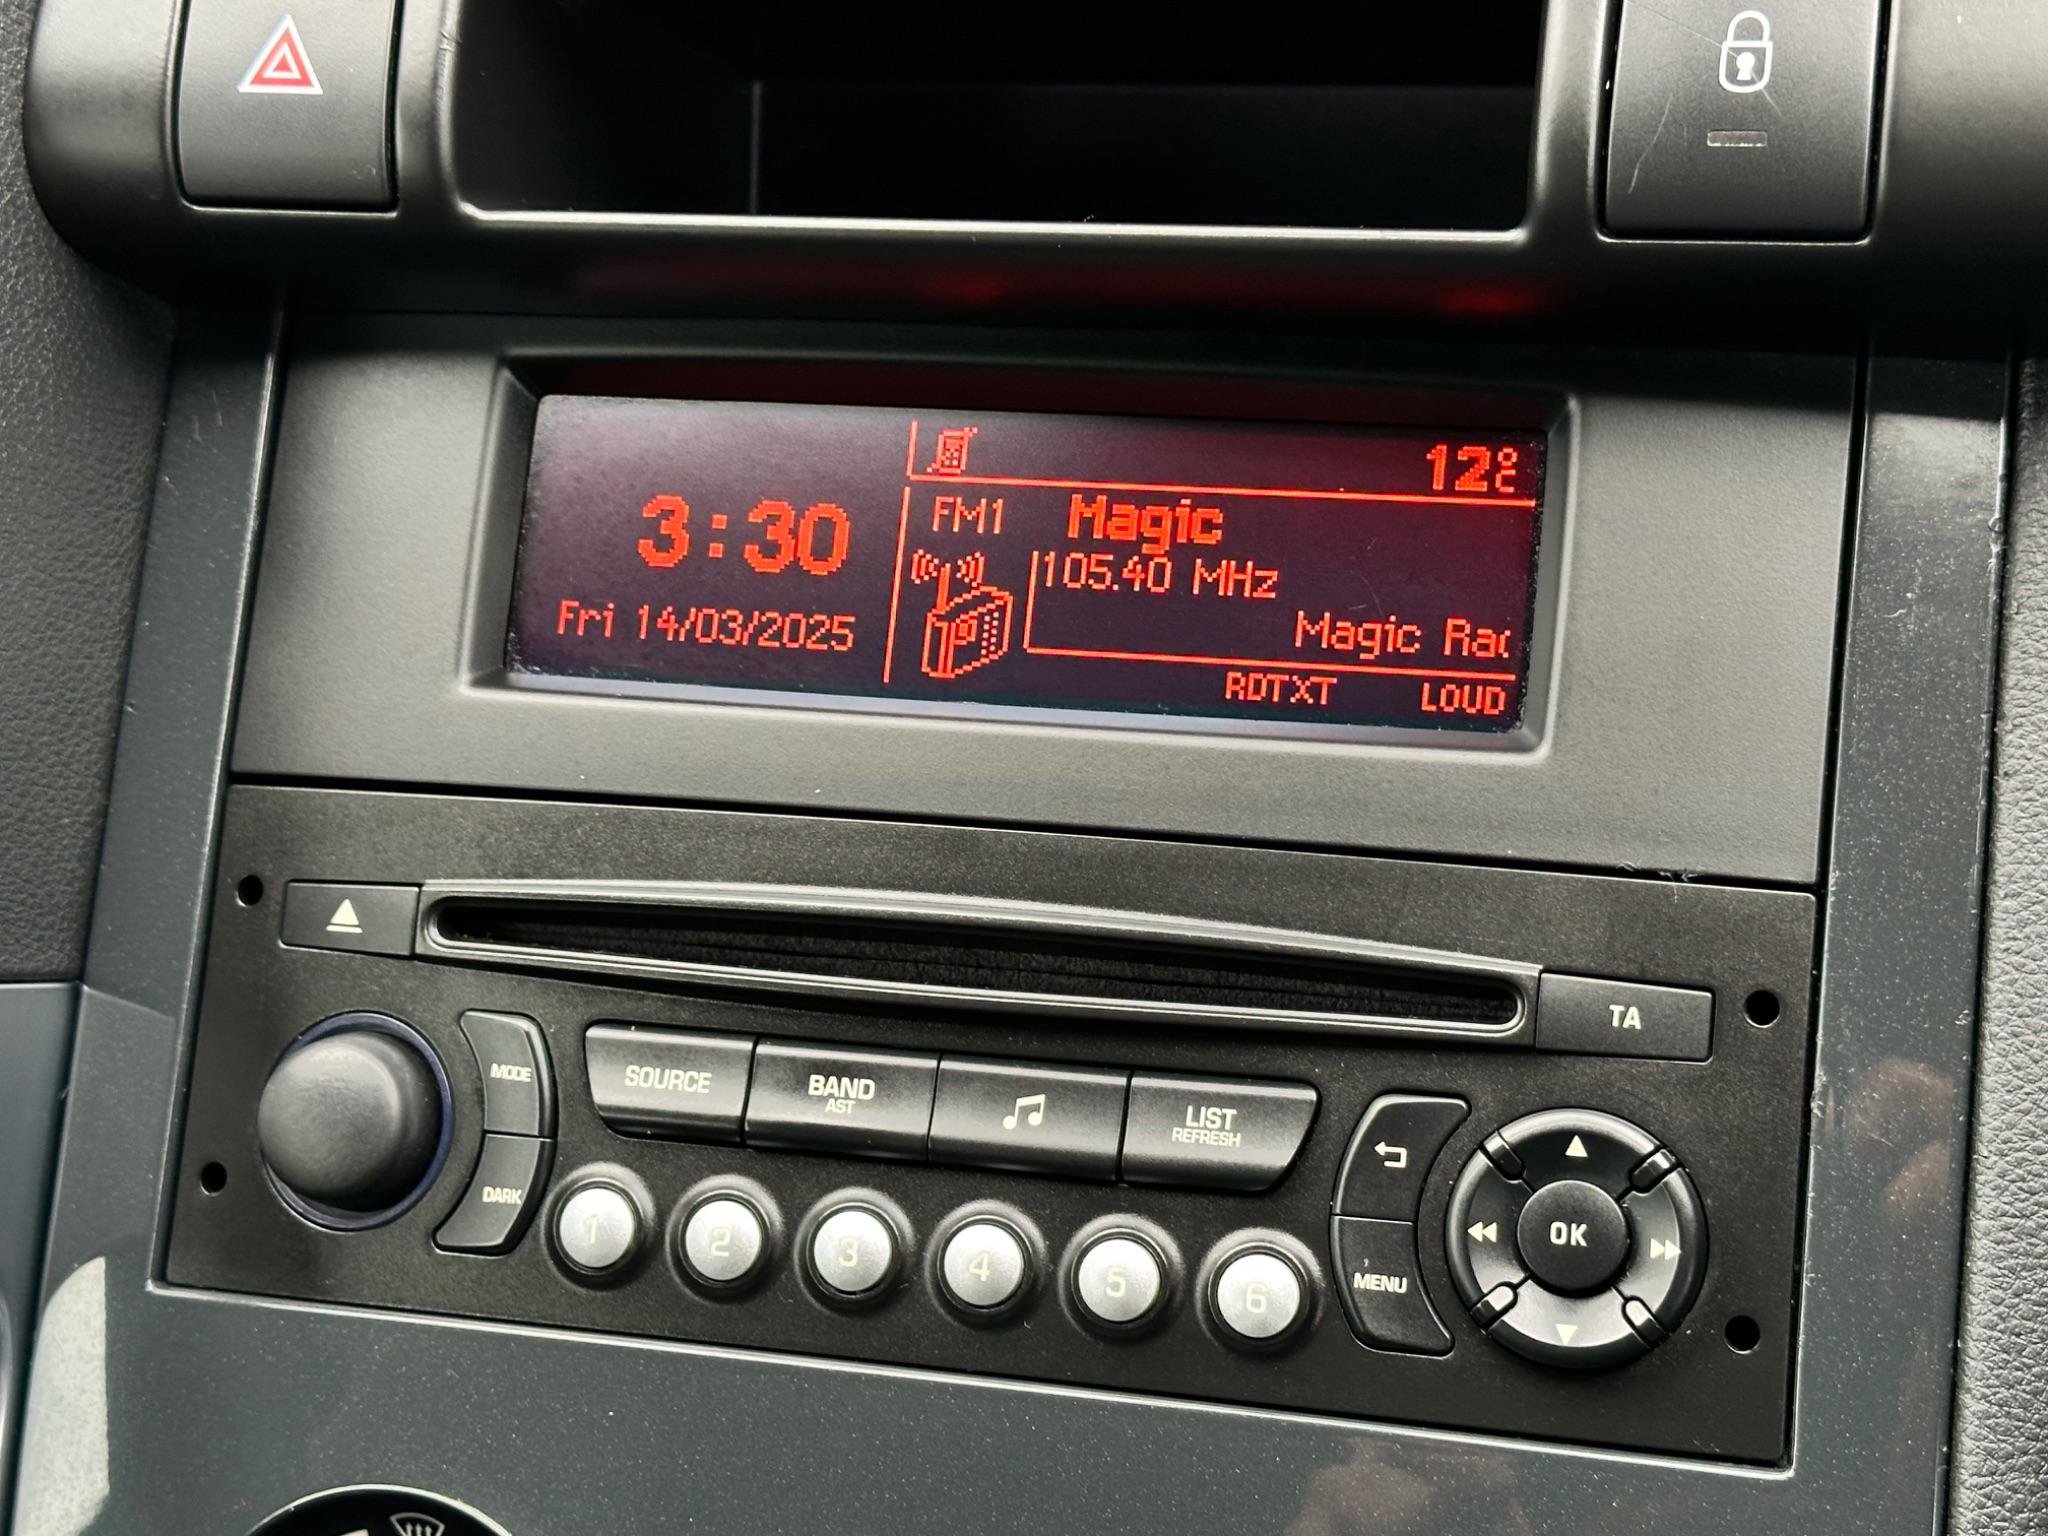 12°C
FM1 Magic
3:30
105.40 MHz
Fri 14/03/2025
Magic Ra
RDTXT LOUD
TA
MODE
SOURCE
BAND
AST
LIST
REFRESH
DARK
1 2 3 4 5 6
MENU
OK